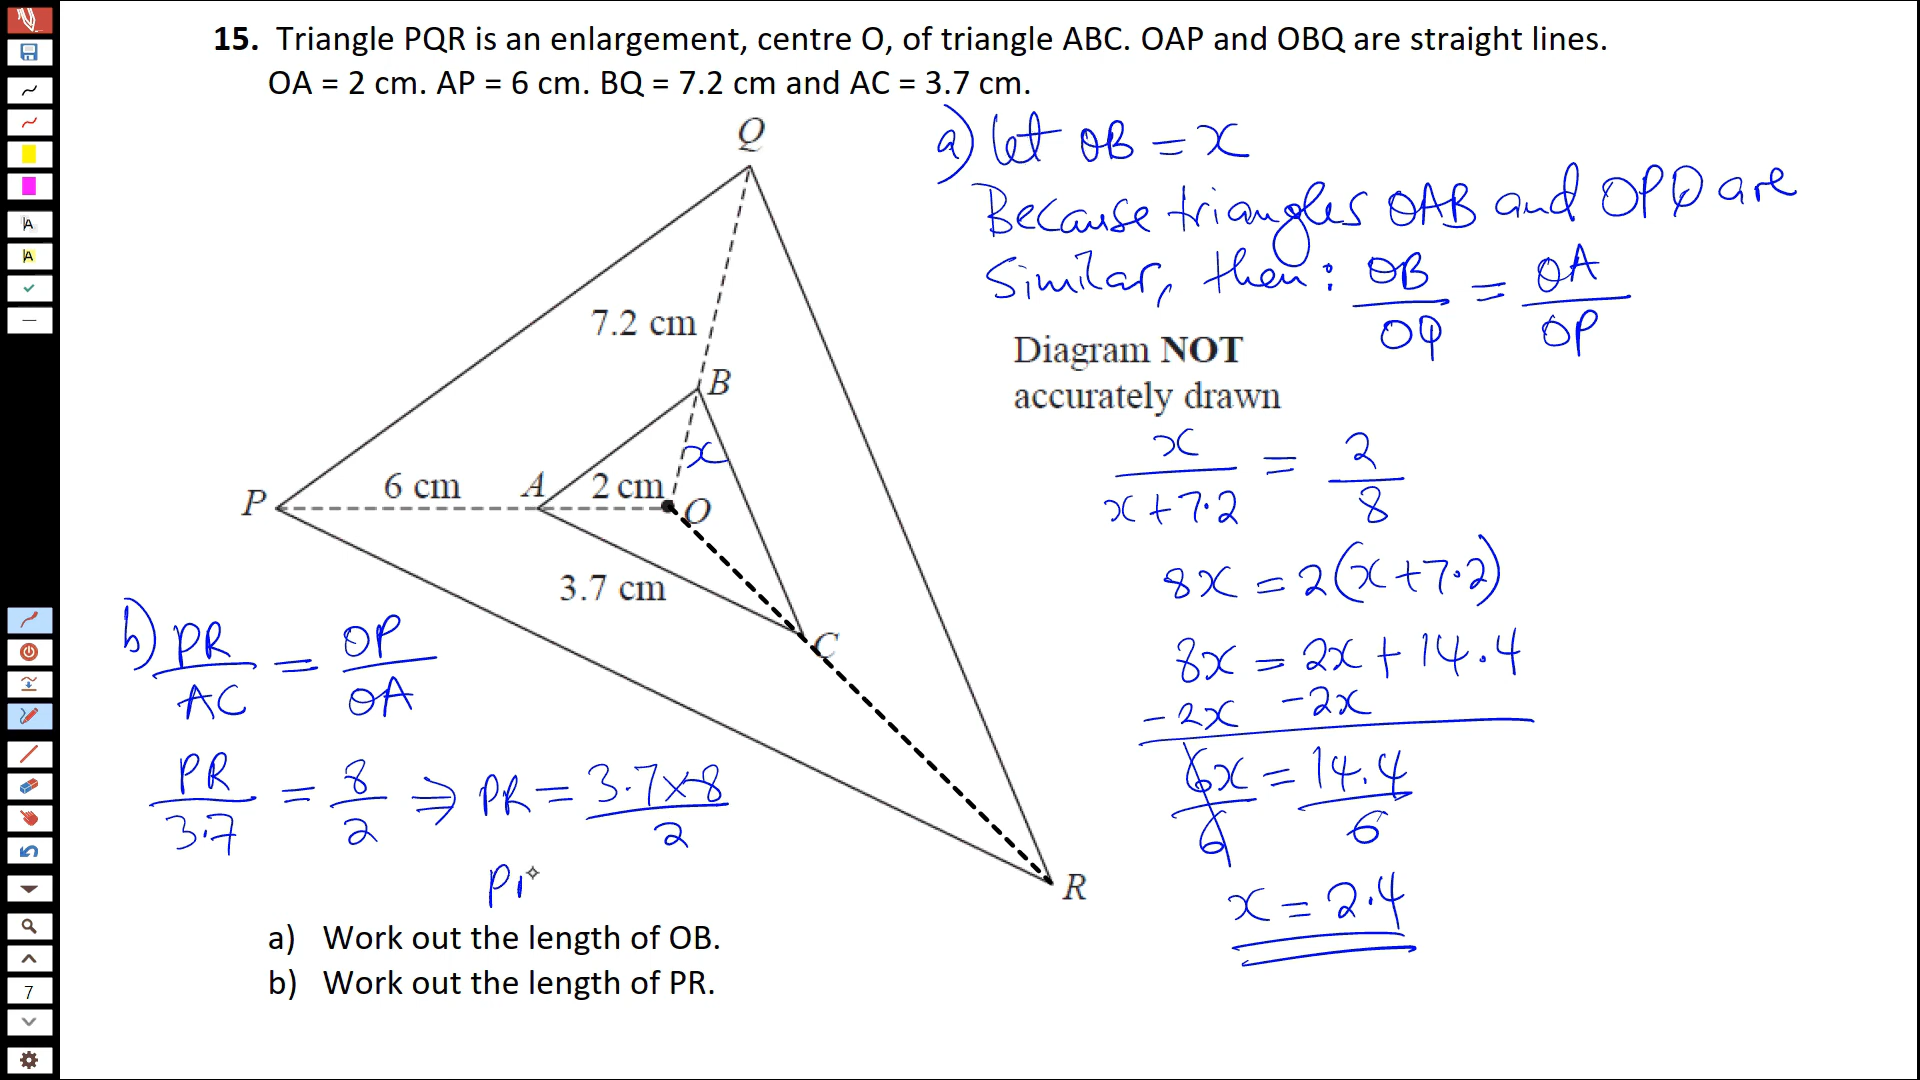 15. Triangle PQR is an enlargement, centre O, of triangle ABC. OAP and OBQ are straight lines.
OA = 2 cm. AP = 6 cm. BQ = 7.2 cm and AC = 3.7 cm.
Q
7.2 cm
B
x
P
6 cm
A
2 cm
O
3.7 cm
C
R
a) let OB = x
Because triangles OAB and OPQ are
Similar, then: OB/OQ = OA/OP
Diagram NOT
accurately drawn
x/x+7.2 = 2/8
8x = 2(x+7.2)
8x = 2x + 14.4
-2x -2x
6x/6 = 14.4/6
x = 2.4
b) PR/AC = OP/OA
PR/3.7 = 8/2 ⇒ PR = 3.7×8/2
a) Work out the length of OB.
b) Work out the length of PR.
A
A
7